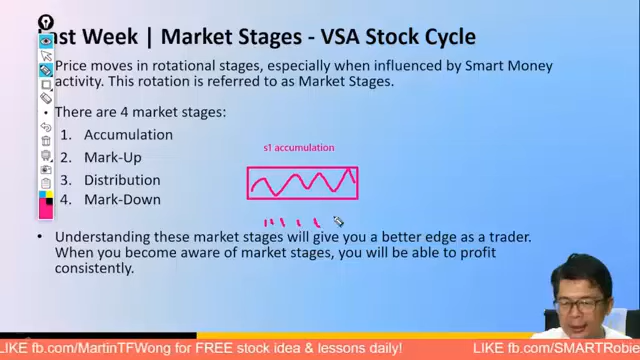 ast Week | Market Stages - VSA Stock Cycle
Price moves in rotational stages, especially when influenced by Smart Money
activity. This rotation is referred to as Market Stages.
• There are 4 market stages:
1. Accumulation
2. Mark-Up
3. Distribution
4. Mark-Down
s1 accumulation
• Understanding these market stages will give you a better edge as a trader.
When you become aware of market stages, you will be able to profit
consistently.
LIKE fb.com/MartinTFWong for FREE stock idea & lessons daily! LIKE fb.com/SMARTRobie